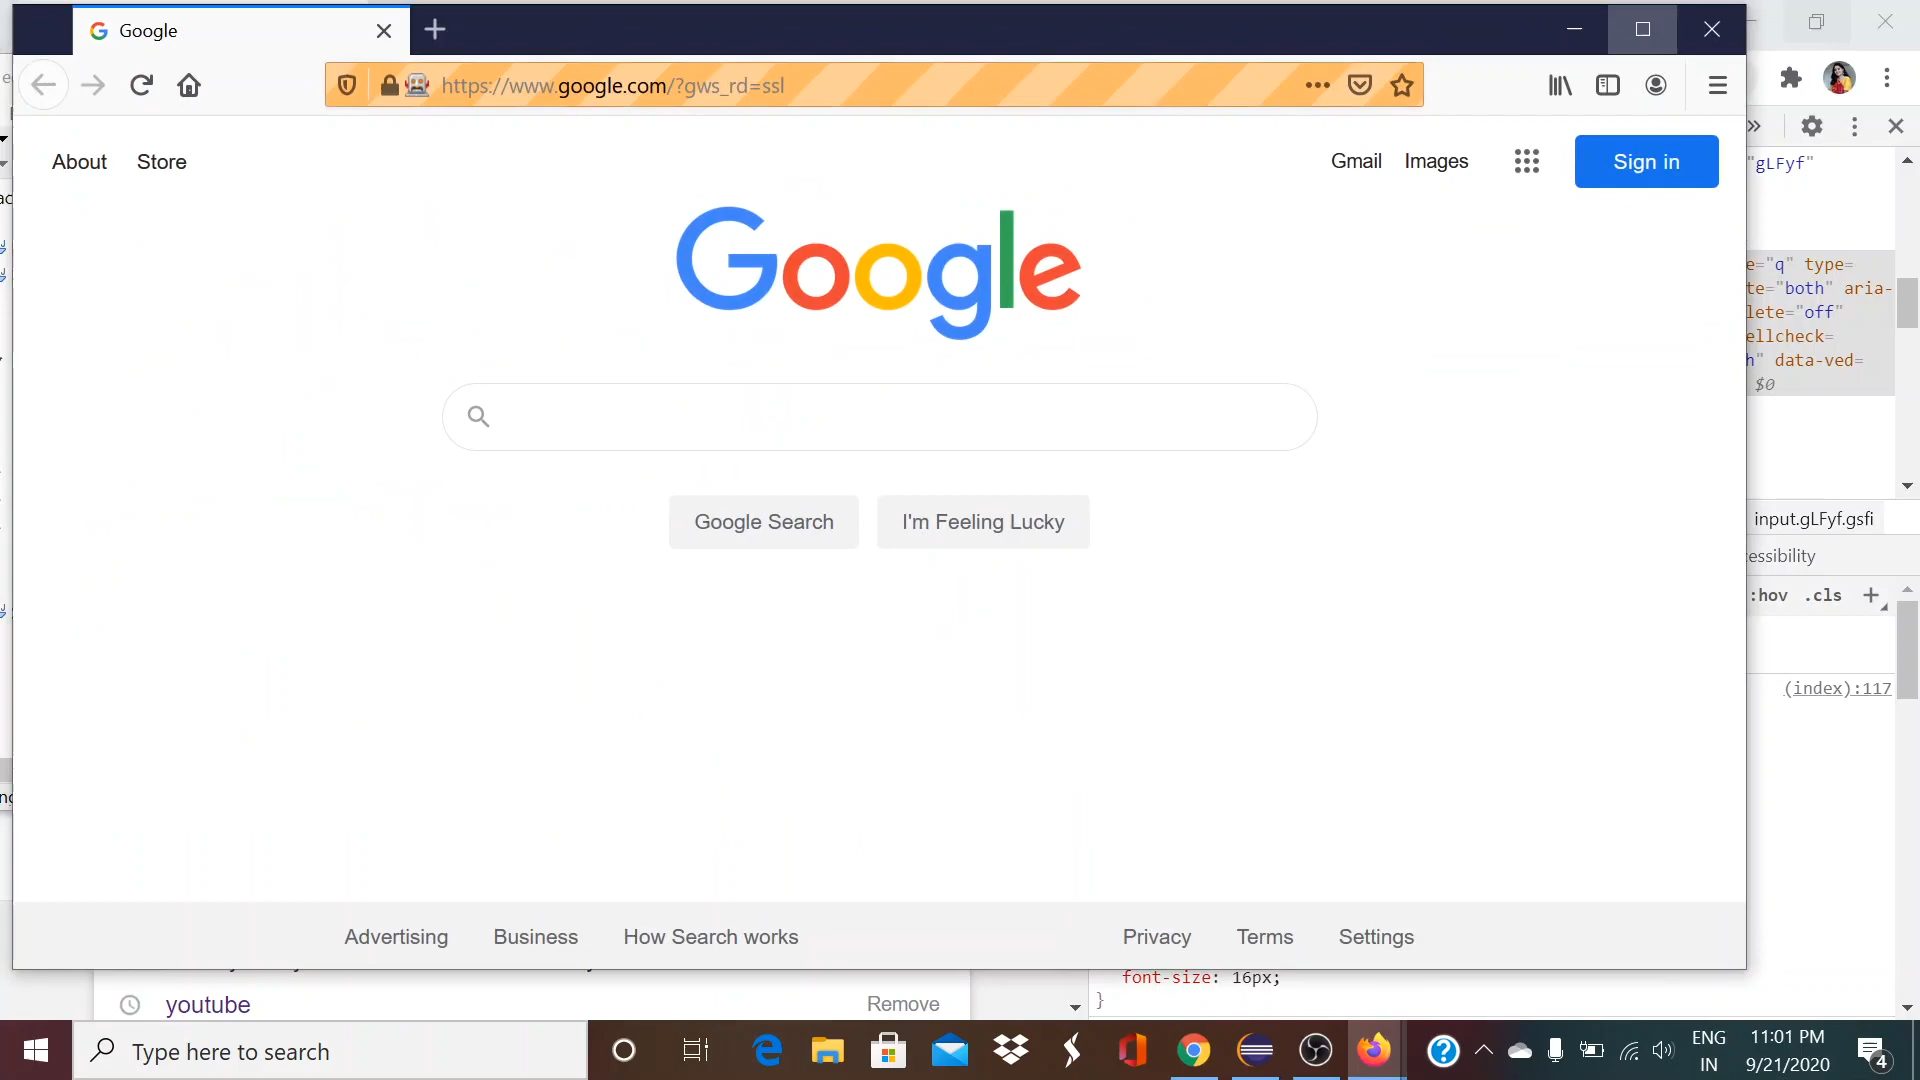 Google
https://www.google.com/?gws_rd=ssl
About Store
Gmail Images
Sign in
Google
Google Search I'm Feeling Lucky
Advertising Business How Search works
Privacy Terms Settings
"gLFyf"
e="q" type=
te="both" aria-
lete="off"
ellcheck=
h" data-ved=
$0
input.gLFyf.gsfi
essibility
:hov .cls
(index):117
font-size: 16px;
}
youtube Remove
Type here to search
ENG
IN
11:01 PM
9/21/2020
4